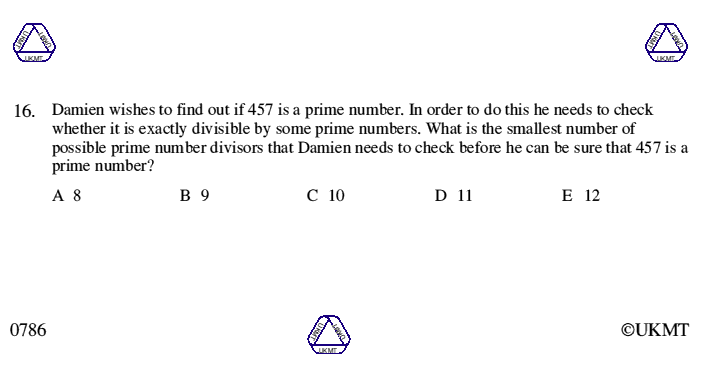 UKMT UKMT UKMT
UKMT UKMT UKMT
16. Damien wishes to find out if 457 is a prime number. In order to do this he needs to check
whether it is exactly divisible by some prime numbers. What is the smallest number of
possible prime number divisors that Damien needs to check before he can be sure that 457 is a
prime number?
A 8 B 9 C 10 D 11 E 12
0786 UKMT UKMT UKMT ©UKMT